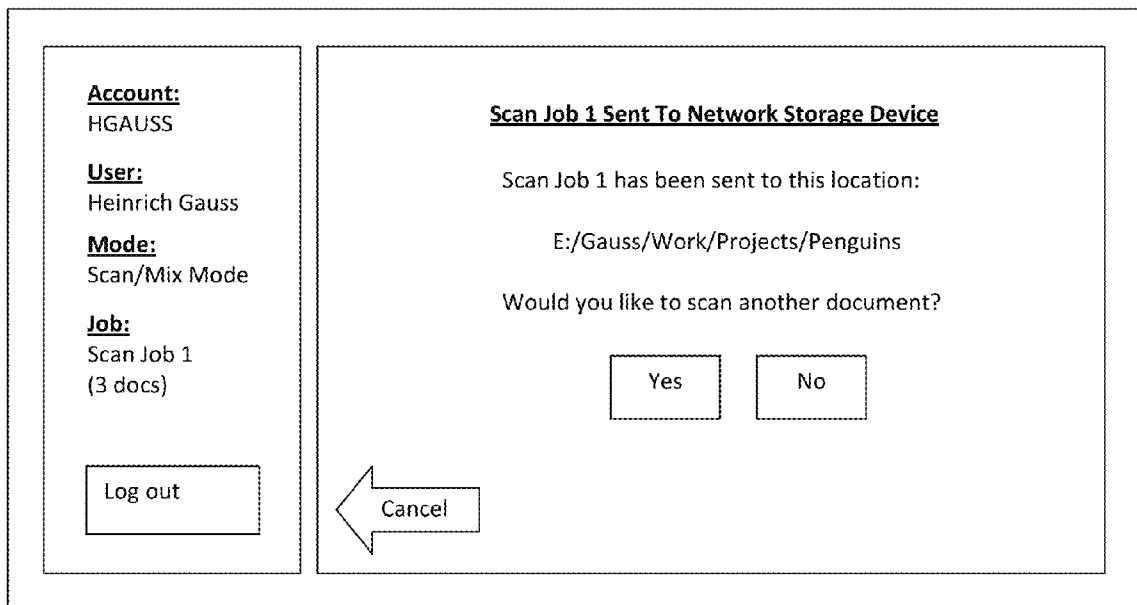 Account:
HGAUSS
User:
Heinrich Gauss
Mode:
Scan/Mix Mode
Job:
Scan Job 1
(3 docs)
Log out
Scan Job 1 Sent To Network Storage Device
Scan Job 1 has been sent to this location:
E:/Gauss/Work/Projects/Penguins
Would you like to scan another document?
Yes
No
Cancel